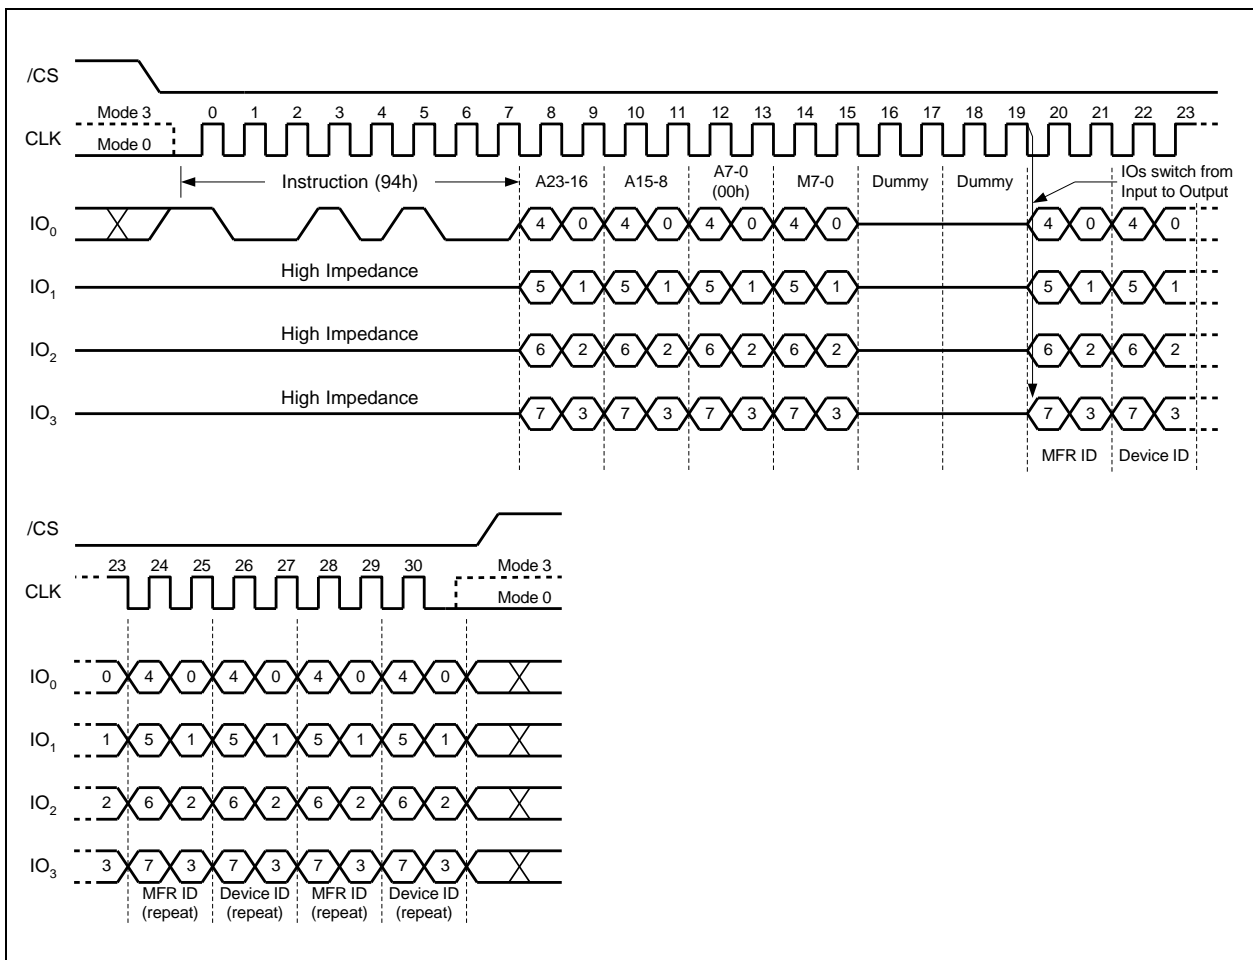 /CS
Mode 3 0 1 2 3 4 5 6 7 8 9 10 11 12 13 14 15 16 17 18 19 20 21 22 23
CLK
Mode 0
Instruction (94h) A23-16 A15-8 A7-0 (00h) M7-0 Dummy Dummy IOs switch from Input to Output
IO0 4 0 4 0 4 0 4 0 4 0 4 0
High Impedance
IO1 5 1 5 1 5 1 5 1 5 1 5 1
High Impedance
IO2 6 2 6 2 6 2 6 2 6 2 6 2
High Impedance
IO3 7 3 7 3 7 3 7 3 7 3 7 3
MFR ID Device ID
/CS
23 24 25 26 27 28 29 30 Mode 3
CLK
Mode 0
IO0 0 4 0 4 0 4 0 4 0
IO1 1 5 1 5 1 5 1 5 1
IO2 2 6 2 6 2 6 2 6 2
IO3 3 7 3 7 3 7 3 7 3
MFR ID Device ID MFR ID Device ID
(repeat) (repeat) (repeat) (repeat)